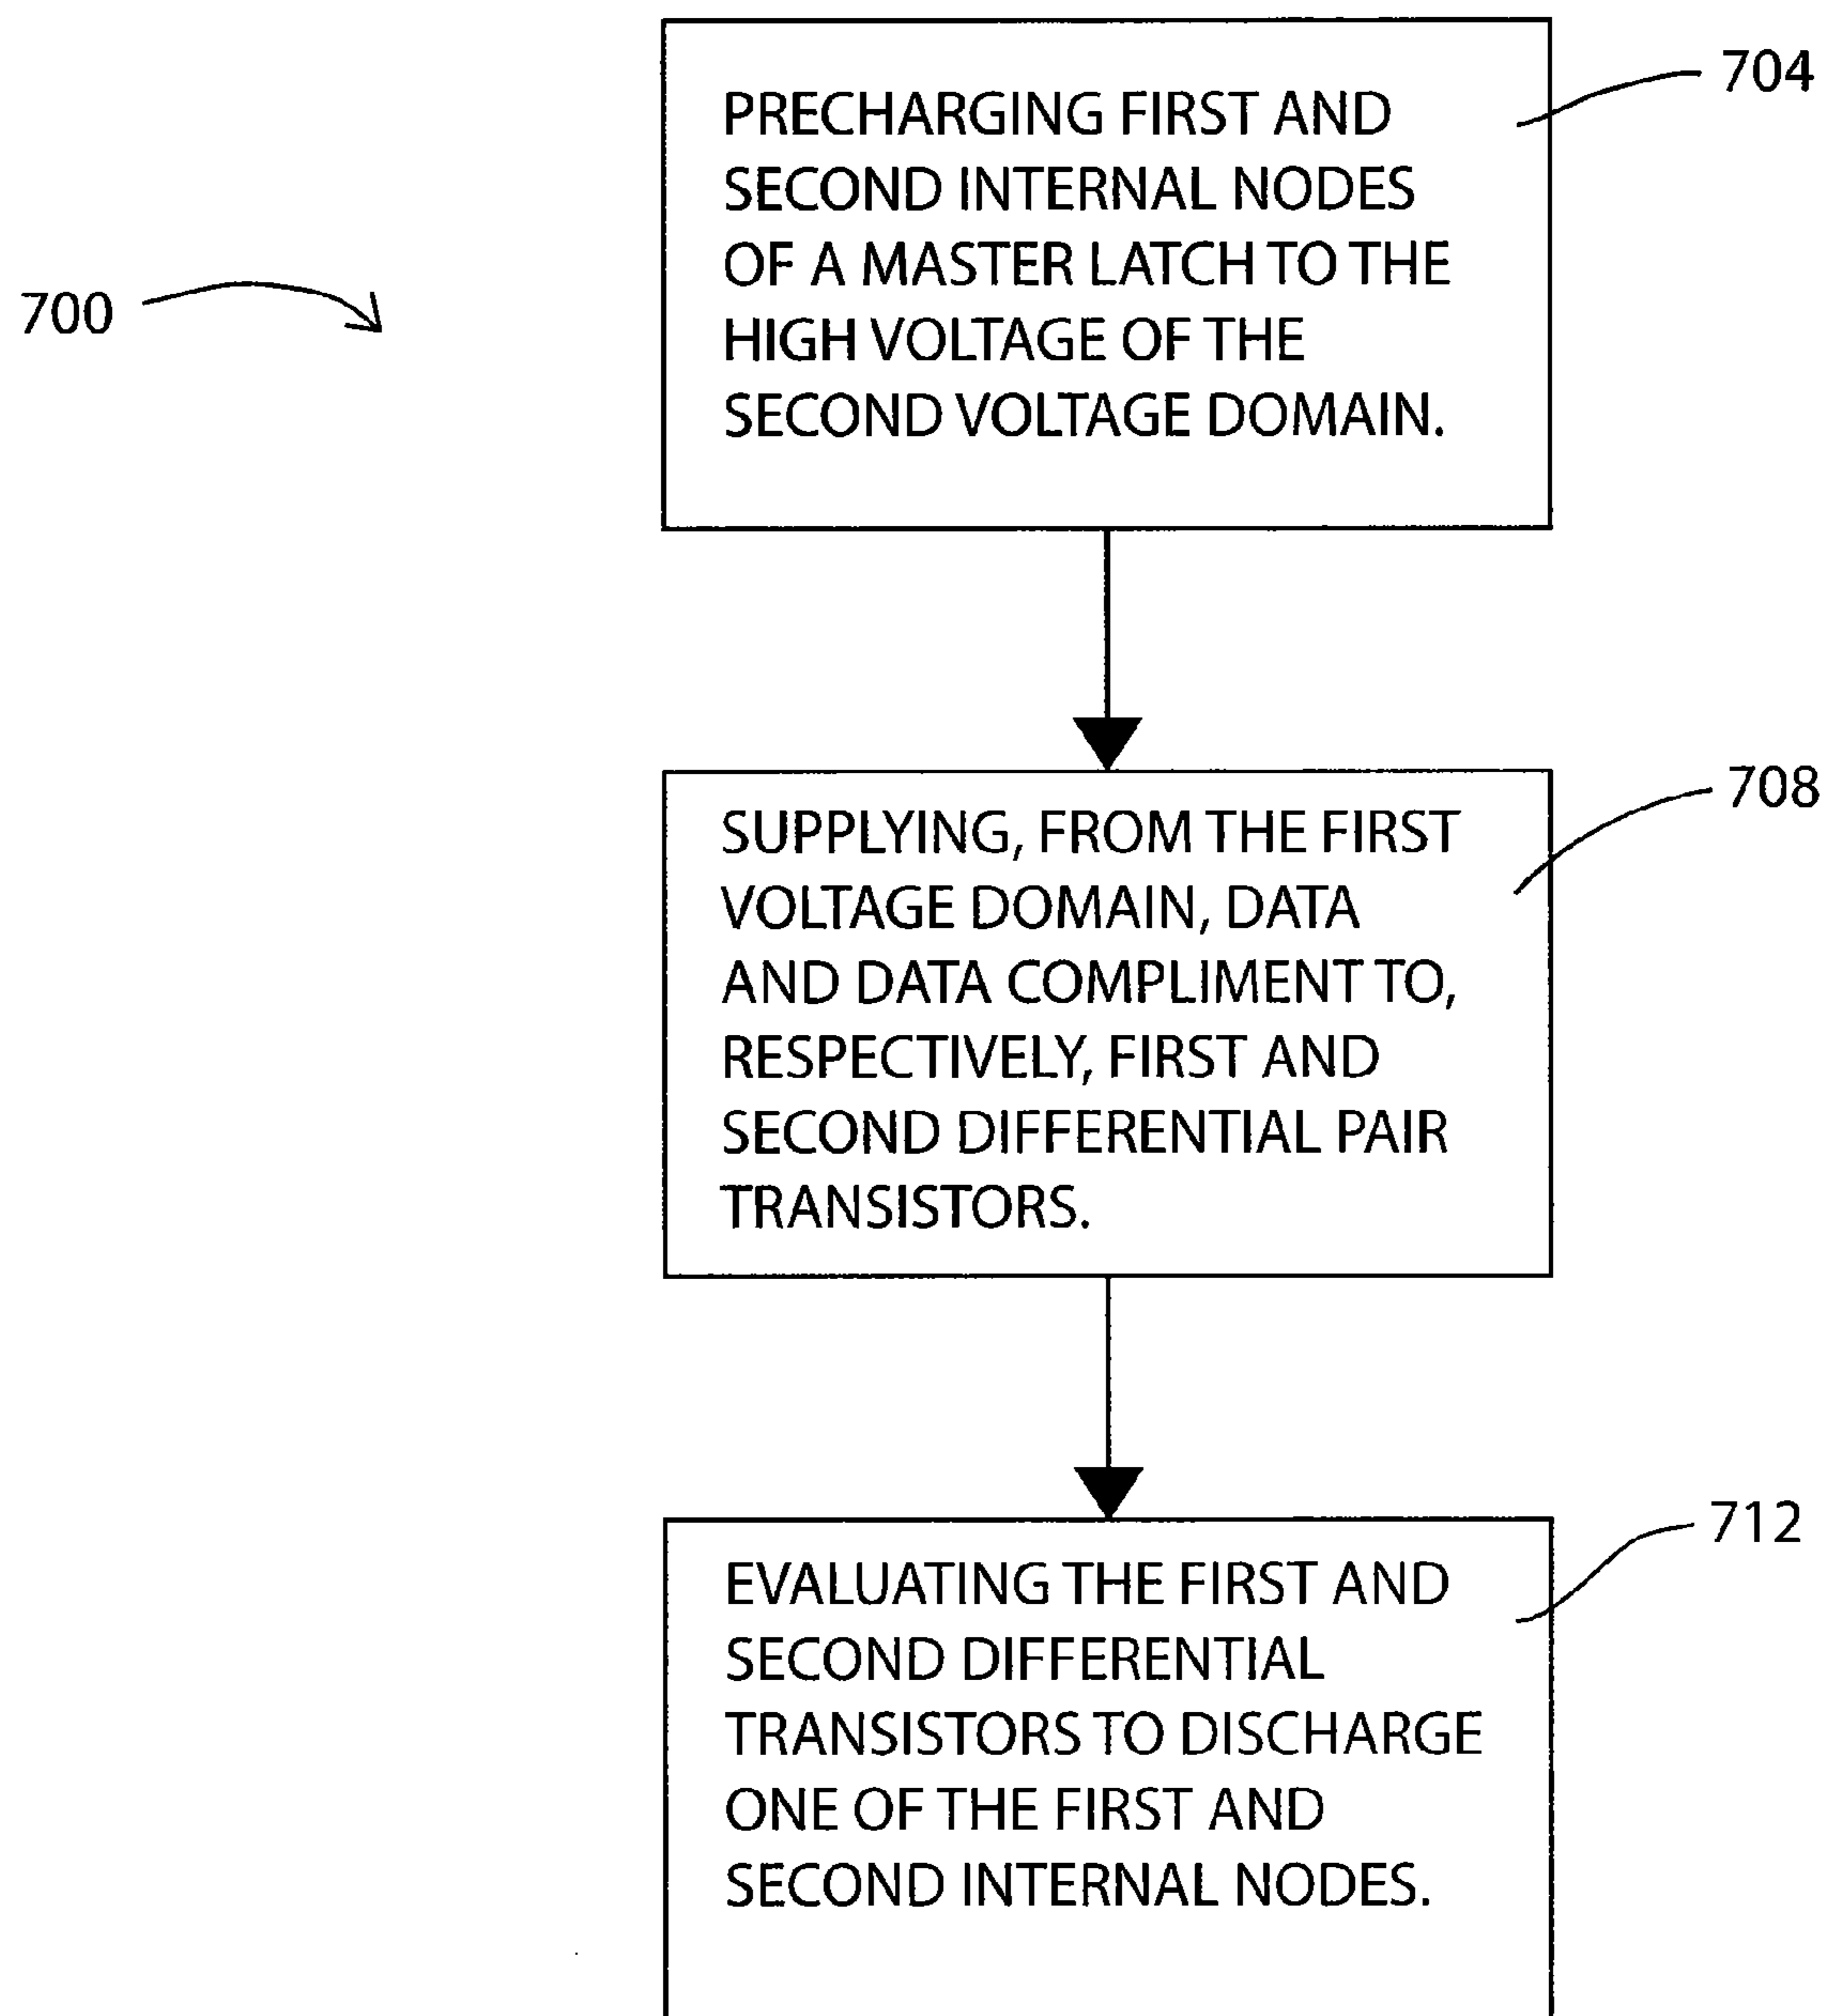 704
PRECHARGING FIRST AND
SECOND INTERNAL NODES
OF A MASTER LATCH TO THE
HIGH VOLTAGE OF THE
SECOND VOLTAGE DOMAIN.
700
708
SUPPLYING, FROM THE FIRST
VOLTAGE DOMAIN, DATA
AND DATA COMPLIMENT TO,
RESPECTIVELY, FIRST AND
SECOND DIFFERENTIAL PAIR
TRANSISTORS.
712
EVALUATING THE FIRST AND
SECOND DIFFERENTIAL
TRANSISTORS TO DISCHARGE
ONE OF THE FIRST AND
SECOND INTERNAL NODES.